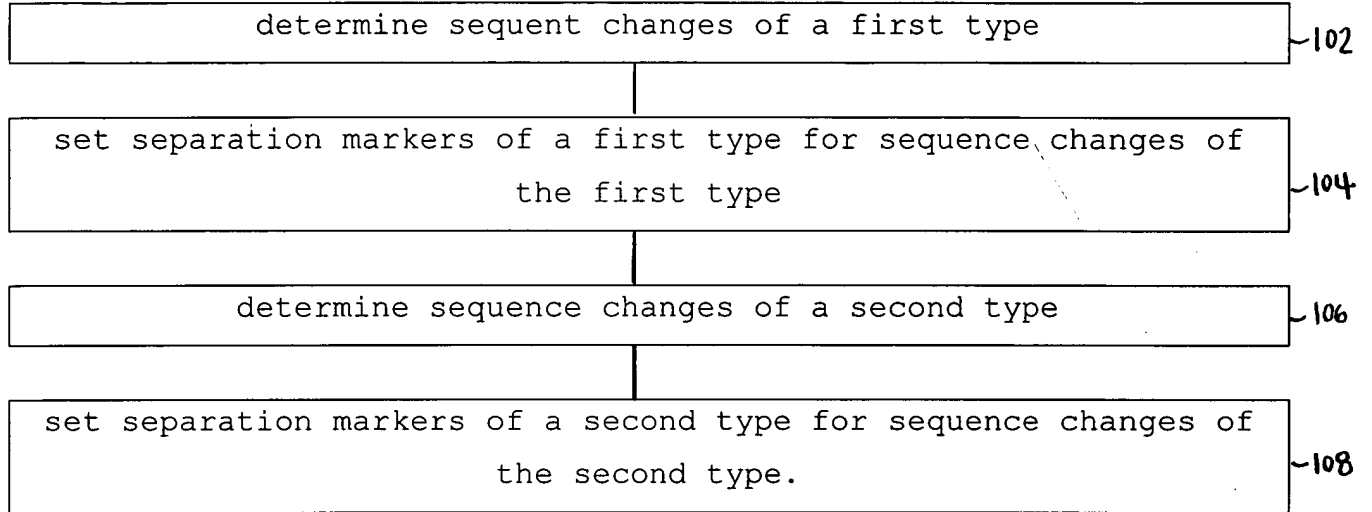 determine sequent changes of a first type
102
set separation markers of a first type for sequence changes of
the first type
104
determine sequence changes of a second type
106
set separation markers of a second type for sequence changes of
the second type.
108